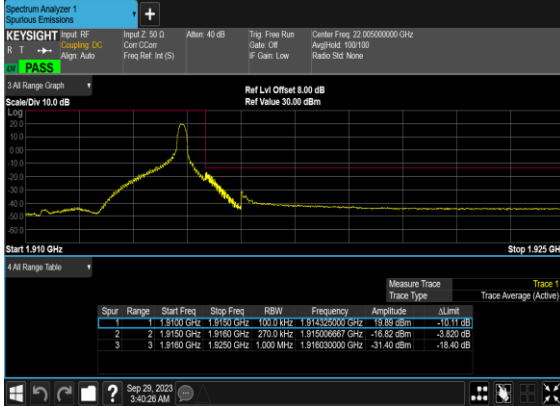 Spectrum Analyzer 1
Spurious Emissions
KEYSIGHT Input: RF Input Z: 50 Ω Atten: 40 dB Trig: Free Run Center Freq: 22.005000000 GHz
R T Coupling: DC Corr CCorr Gate: Off Avg|Hold: 100/100
Align: Auto Freq Ref: Int (S) IF Gain: Low Radio Std: None
LXI PASS
3 All Range Graph
Ref Lvl Offset 8.00 dB
Scale/Div 10.0 dB Ref Value 30.00 dBm
Log
20.0
10.0
0.00
-10.0
-20.0
-30.0
-40.0
-50.0
-60.0
Start 1.910 GHz Stop 1.925 GH
4 All Range Table
Measure Trace Trace 1
Trace Type Trace Average (Active)
Spur Range Start Freq Stop Freq RBW Frequency Amplitude ΔLimit
1 1 1.9100 GHz 1.9150 GHz 100.0 kHz 1.914325000 GHz 19.89 dBm -10.11 dB
2 2 1.9150 GHz 1.9160 GHz 270.0 kHz 1.915006667 GHz -16.82 dBm -3.820 dB
3 3 1.9160 GHz 1.9250 GHz 1.000 MHz 1.916030000 GHz -31.40 dBm -18.40 dB
Sep 29, 2023
3:40:26 AM